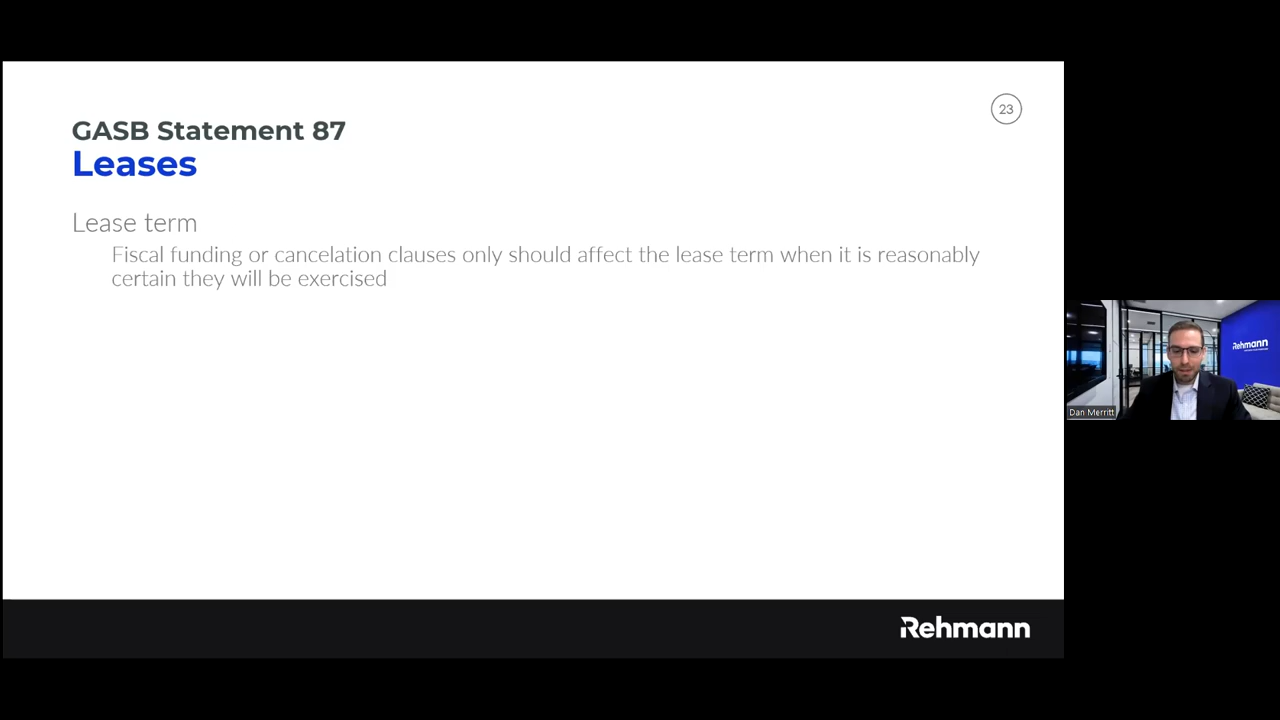 23
GASB Statement 87
Leases
Lease term
Fiscal funding or cancelation clauses only should affect the lease term when it is reasonably
certain they will be exercised
Rehmann
Dan Merritt
Rehmann